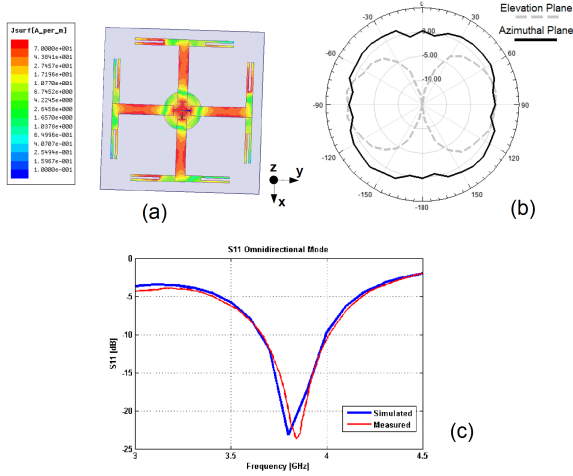 Jsurf[A_per_m]
7.0000e+001
4.3841e+001
2.7457e+001
1.7196e+001
1.0770e+001
6.7452e+000
4.2245e+000
2.6458e+000
1.6570e+000
1.0378e+000
6.4996e-001
4.0707e-001
2.5494e-001
1.5967e-001
1.0000e-001
z
y
x
(a)
Elevation Plane
Azimuthal Plane
0
-30
30
-60
60
-90
90
-120
120
-150
150
-180
-5.00
-10.00
(b)
S11 Omnidirectional Mode
S11 [dB]
0
-5
-10
-15
-20
-25
3
3.5
4
4.5
Frequency [GHz]
Simulated
Measured
(c)